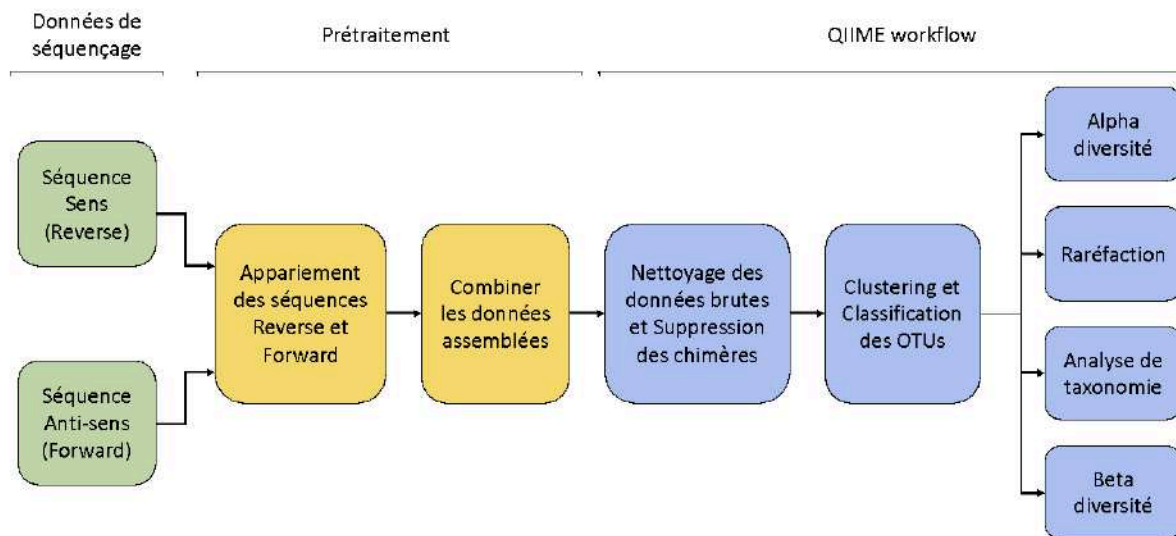 Données de
séquençage
Prétraitement
QIIME workflow
Séquence
Sens
(Reverse)
Séquence
Anti-sens
(Forward)
Appariement
des séquences
Reverse et
Forward
Combiner
les données
assemblées
Nettoyage des
données brutes
et Suppression
des chimères
Clustering et
Classification
des OTUs
Alpha
diversité
Raréfaction
Analyse de
taxonomie
Beta
diversité